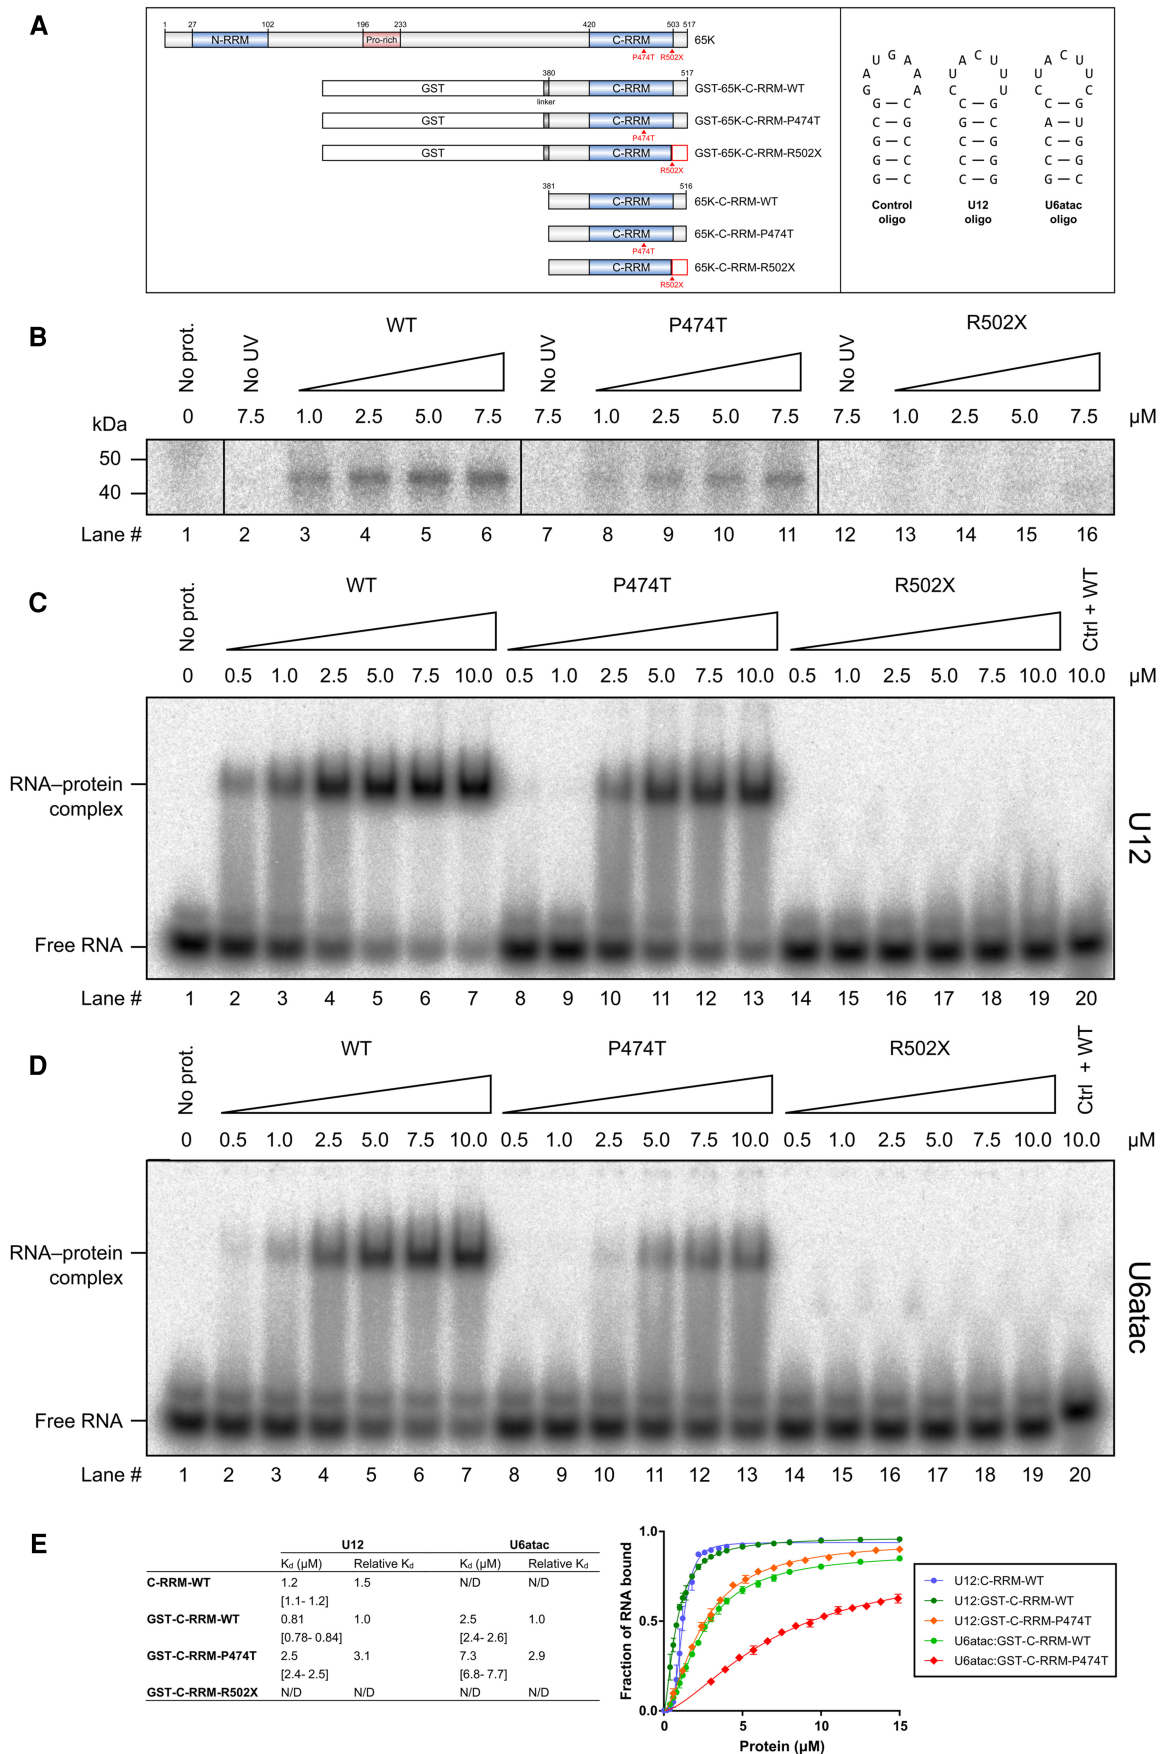 A
1 27 102 196 233 420 503 517
N-RRM Pro-rich C-RRM 65K
P474T R502X
380 517
GST C-RRM GST-65K-C-RRM-WT
linker
GST C-RRM GST-65K-C-RRM-P474T
P474T
GST C-RRM GST-65K-C-RRM-R502X
R502X
381 516
C-RRM 65K-C-RRM-WT
C-RRM 65K-C-RRM-P474T
P474T
C-RRM 65K-C-RRM-R502X
R502X
U G A
A A
G A
G — C
C — G
G — C
G — C
G — C
Control
oligo
A C U
U U
C U
C — G
G — C
C — G
C — G
U12
oligo
A C U
U U
C C
C — G
A — U
C — G
C — G
G — C
U6atac
oligo
B
No prot. No UV WT No UV P474T No UV R502X
0 7.5 1.0 2.5 5.0 7.5 7.5 1.0 2.5 5.0 7.5 7.5 1.0 2.5 5.0 7.5 µM
kDa
50
40
Lane # 1 2 3 4 5 6 7 8 9 10 11 12 13 14 15 16
C
No prot. WT P474T R502X Ctrl + WT
0 0.5 1.0 2.5 5.0 7.5 10.0 0.5 1.0 2.5 5.0 7.5 10.0 0.5 1.0 2.5 5.0 7.5 10.0 10.0 µM
RNA–protein
complex
Free RNA
U12
Lane # 1 2 3 4 5 6 7 8 9 10 11 12 13 14 15 16 17 18 19 20
D
No prot. WT P474T R502X Ctrl + WT
0 0.5 1.0 2.5 5.0 7.5 10.0 0.5 1.0 2.5 5.0 7.5 10.0 0.5 1.0 2.5 5.0 7.5 10.0 10.0 µM
RNA–protein
complex
Free RNA
U6atac
Lane # 1 2 3 4 5 6 7 8 9 10 11 12 13 14 15 16 17 18 19 20
E
U12 U6atac
Kd (µM) Relative Kd Kd (µM) Relative Kd
C-RRM-WT 1.2 1.5 N/D N/D
[1.1- 1.2]
GST-C-RRM-WT 0.81 1.0 2.5 1.0
[0.78- 0.84] [2.4- 2.6]
GST-C-RRM-P474T 2.5 3.1 7.3 2.9
[2.4- 2.5] [6.8- 7.7]
GST-C-RRM-R502X N/D N/D N/D N/D
Fraction of RNA bound
1.0
0.5
0.0
0 5 10 15
Protein (µM)
U12:C-RRM-WT
U12:GST-C-RRM-WT
U12:GST-C-RRM-P474T
U6atac:GST-C-RRM-WT
U6atac:GST-C-RRM-P474T